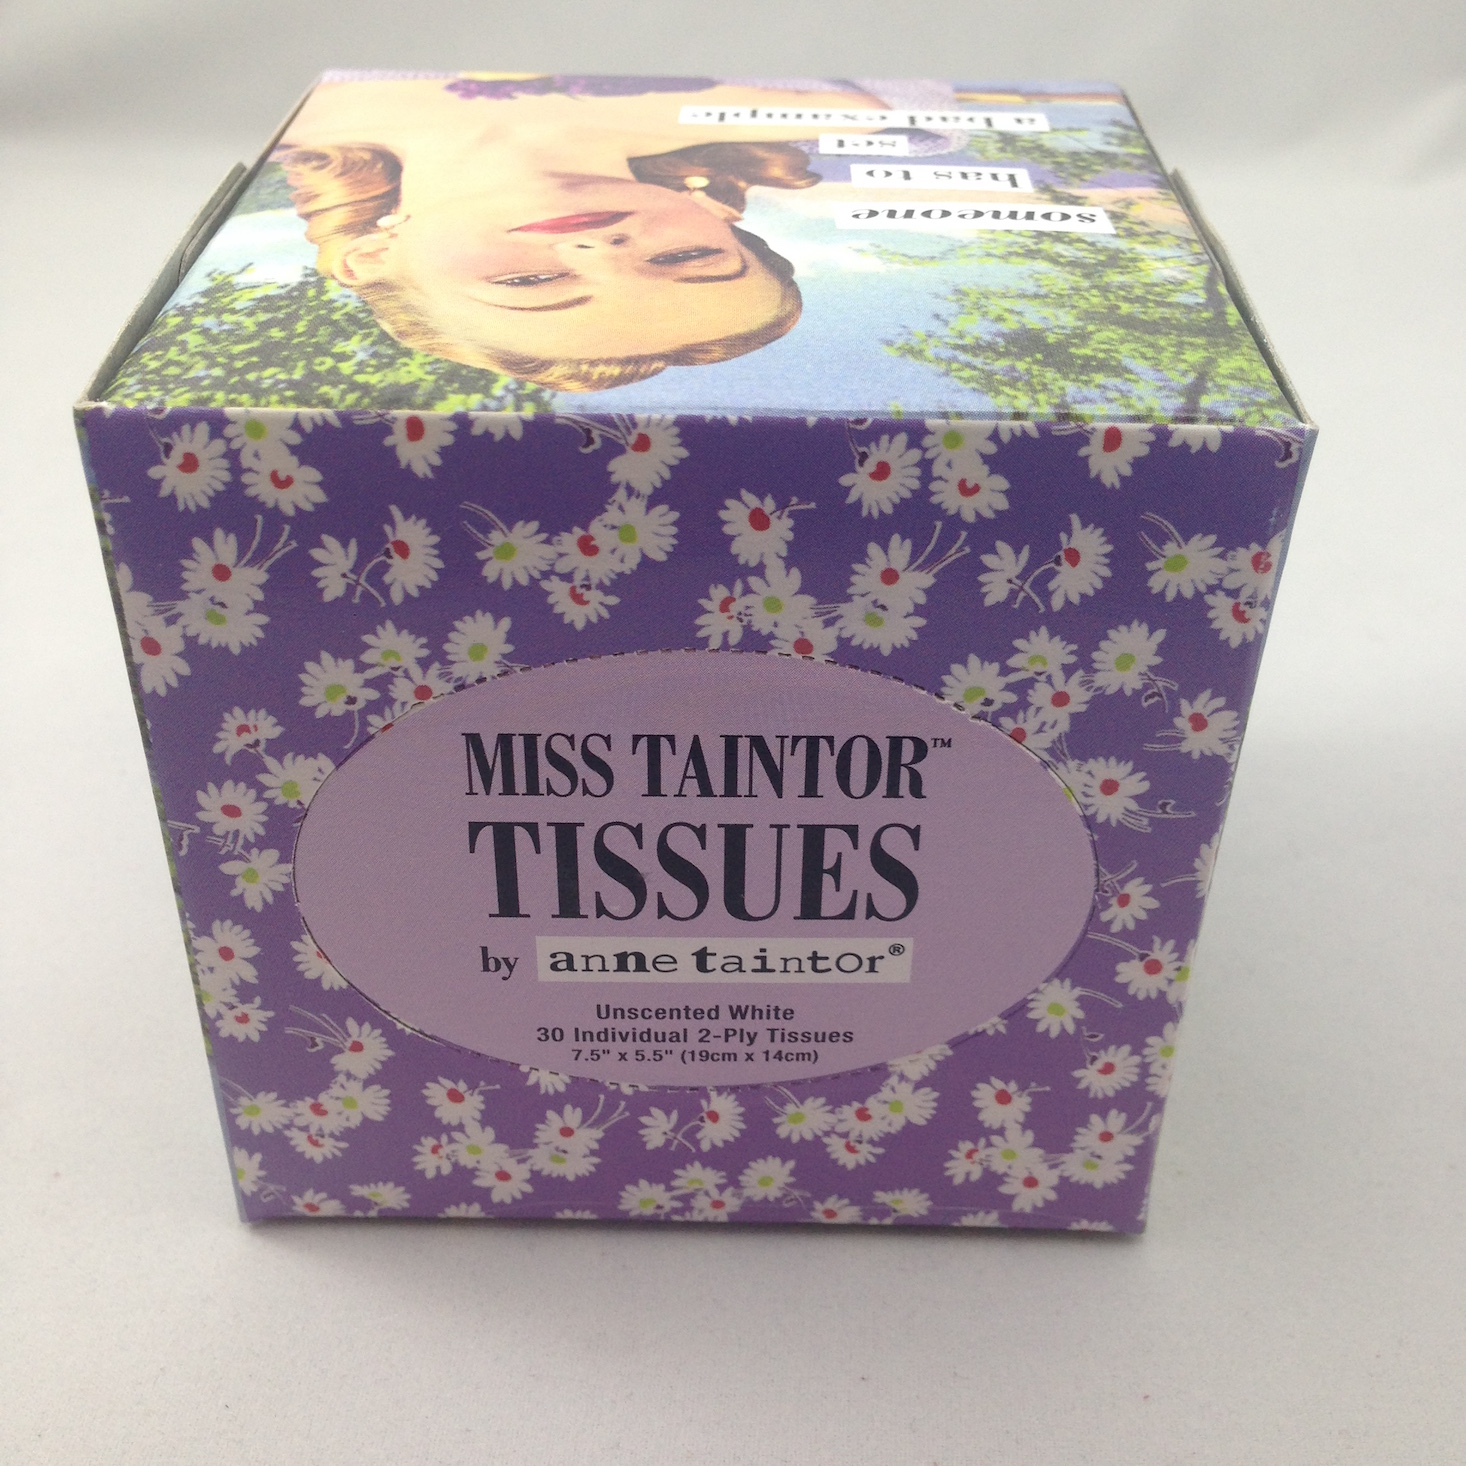 someone
has to
set
a bad example
MISS TAINTOR™
TISSUES
by anne taintor®
Unscented White
30 Individual 2-Ply Tissues
7.5" x 5.5" (19cm x 14cm)